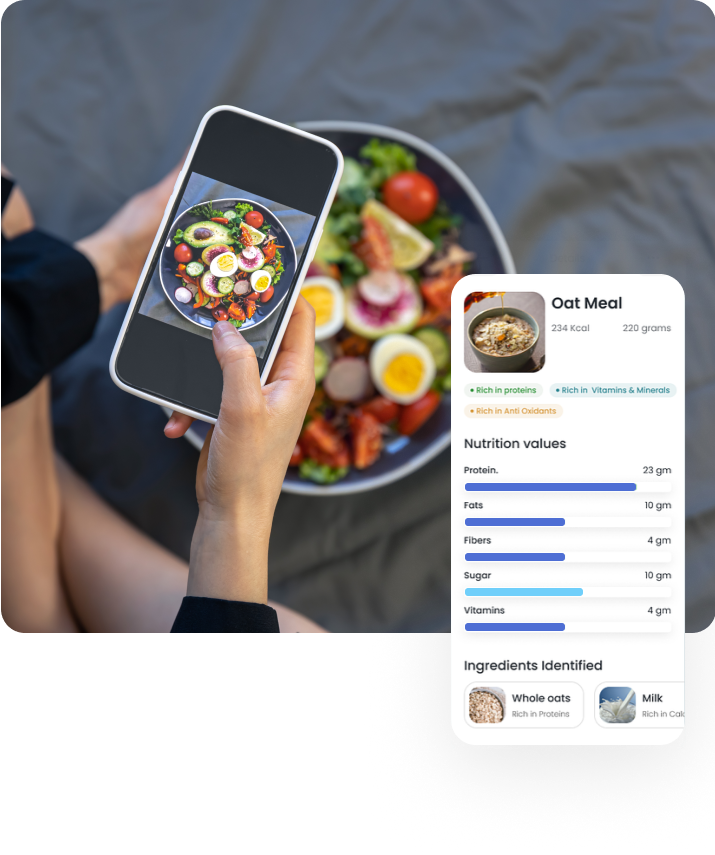 Oat Meal
234 Kcal 220 grams
Rich in proteins Rich in Vitamins & Minerals
Rich in Anti Oxidants
Nutrition values
Protein. 23 gm
Fats 10 gm
Fibers 4 gm
Sugar 10 gm
Vitamins 4 gm
Ingredients Identified
Whole oats Milk
Rich in Proteins Rich in Calc